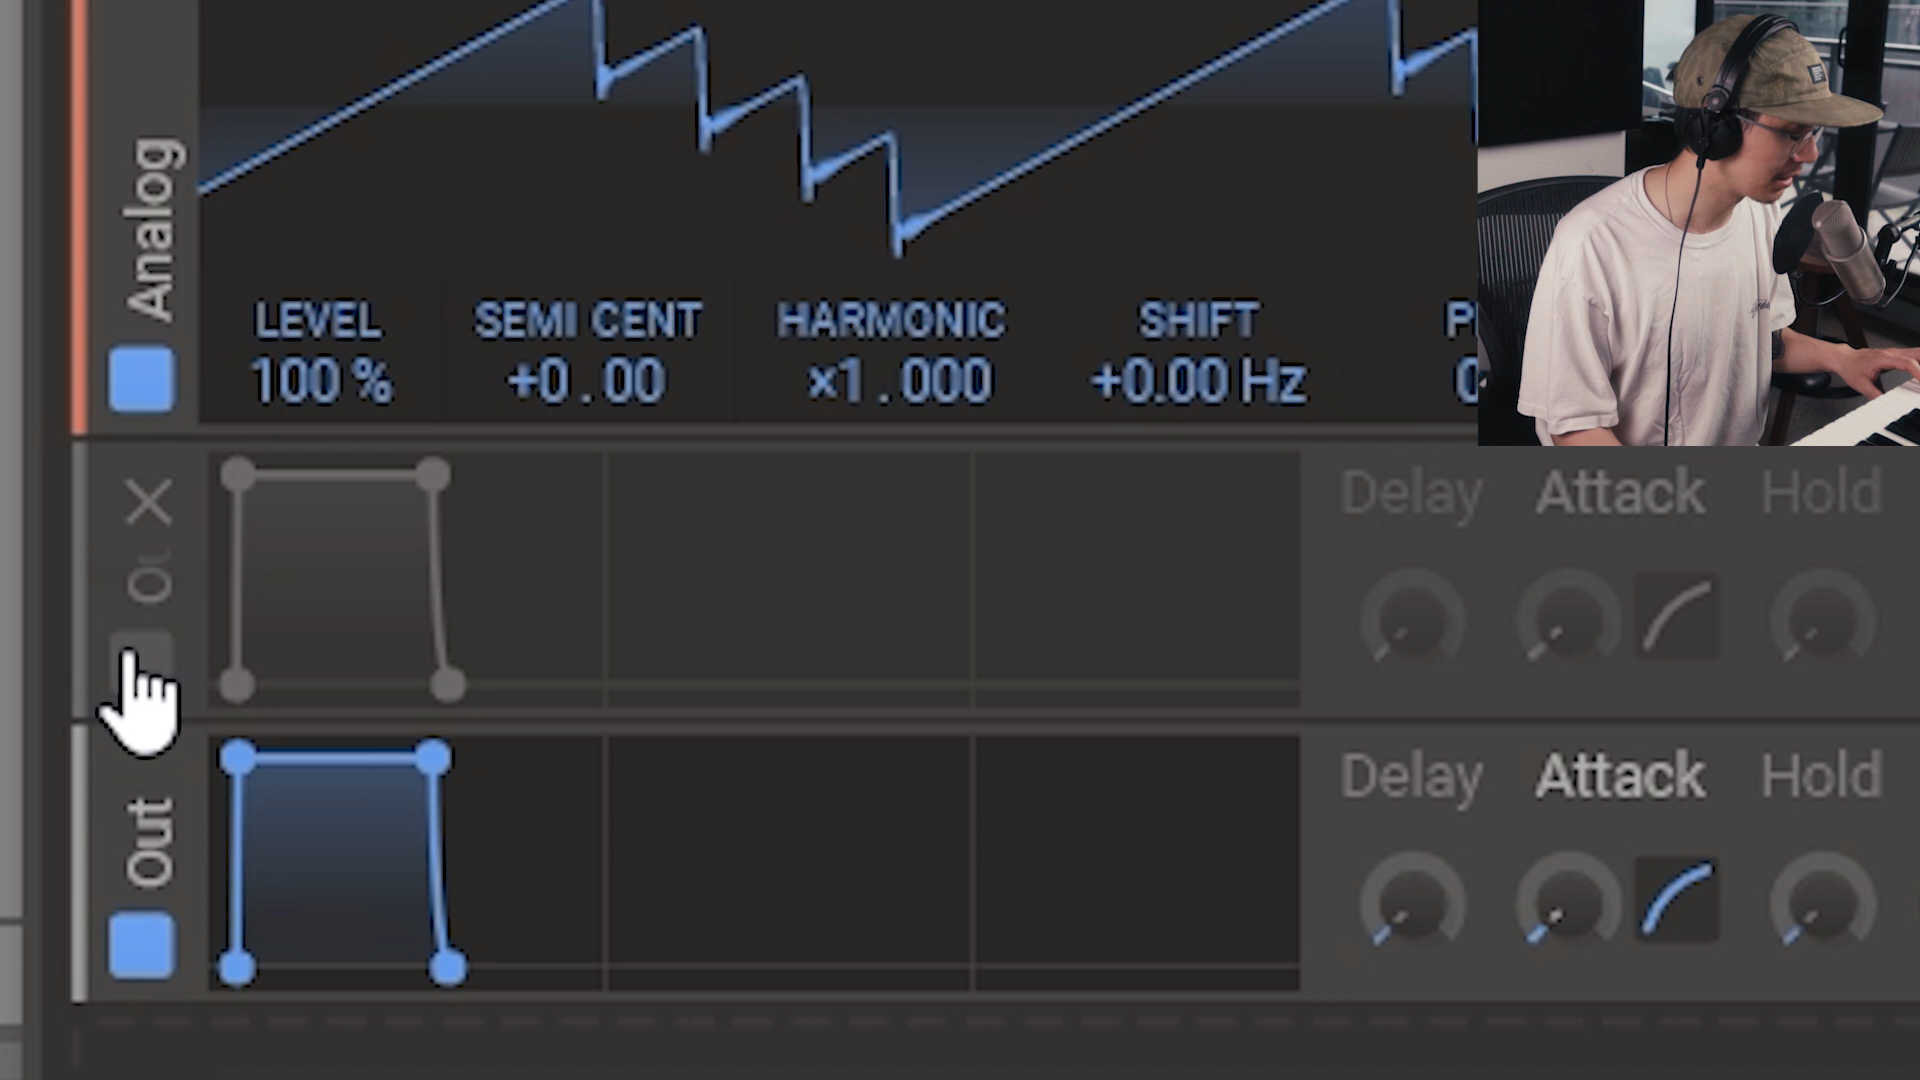 Analog
LEVEL SEMI CENT HARMONIC SHIFT
100 % +0 . 00 ×1 . 000 +0.00 Hz
Delay Attack Hold
Out
Delay Attack Hold